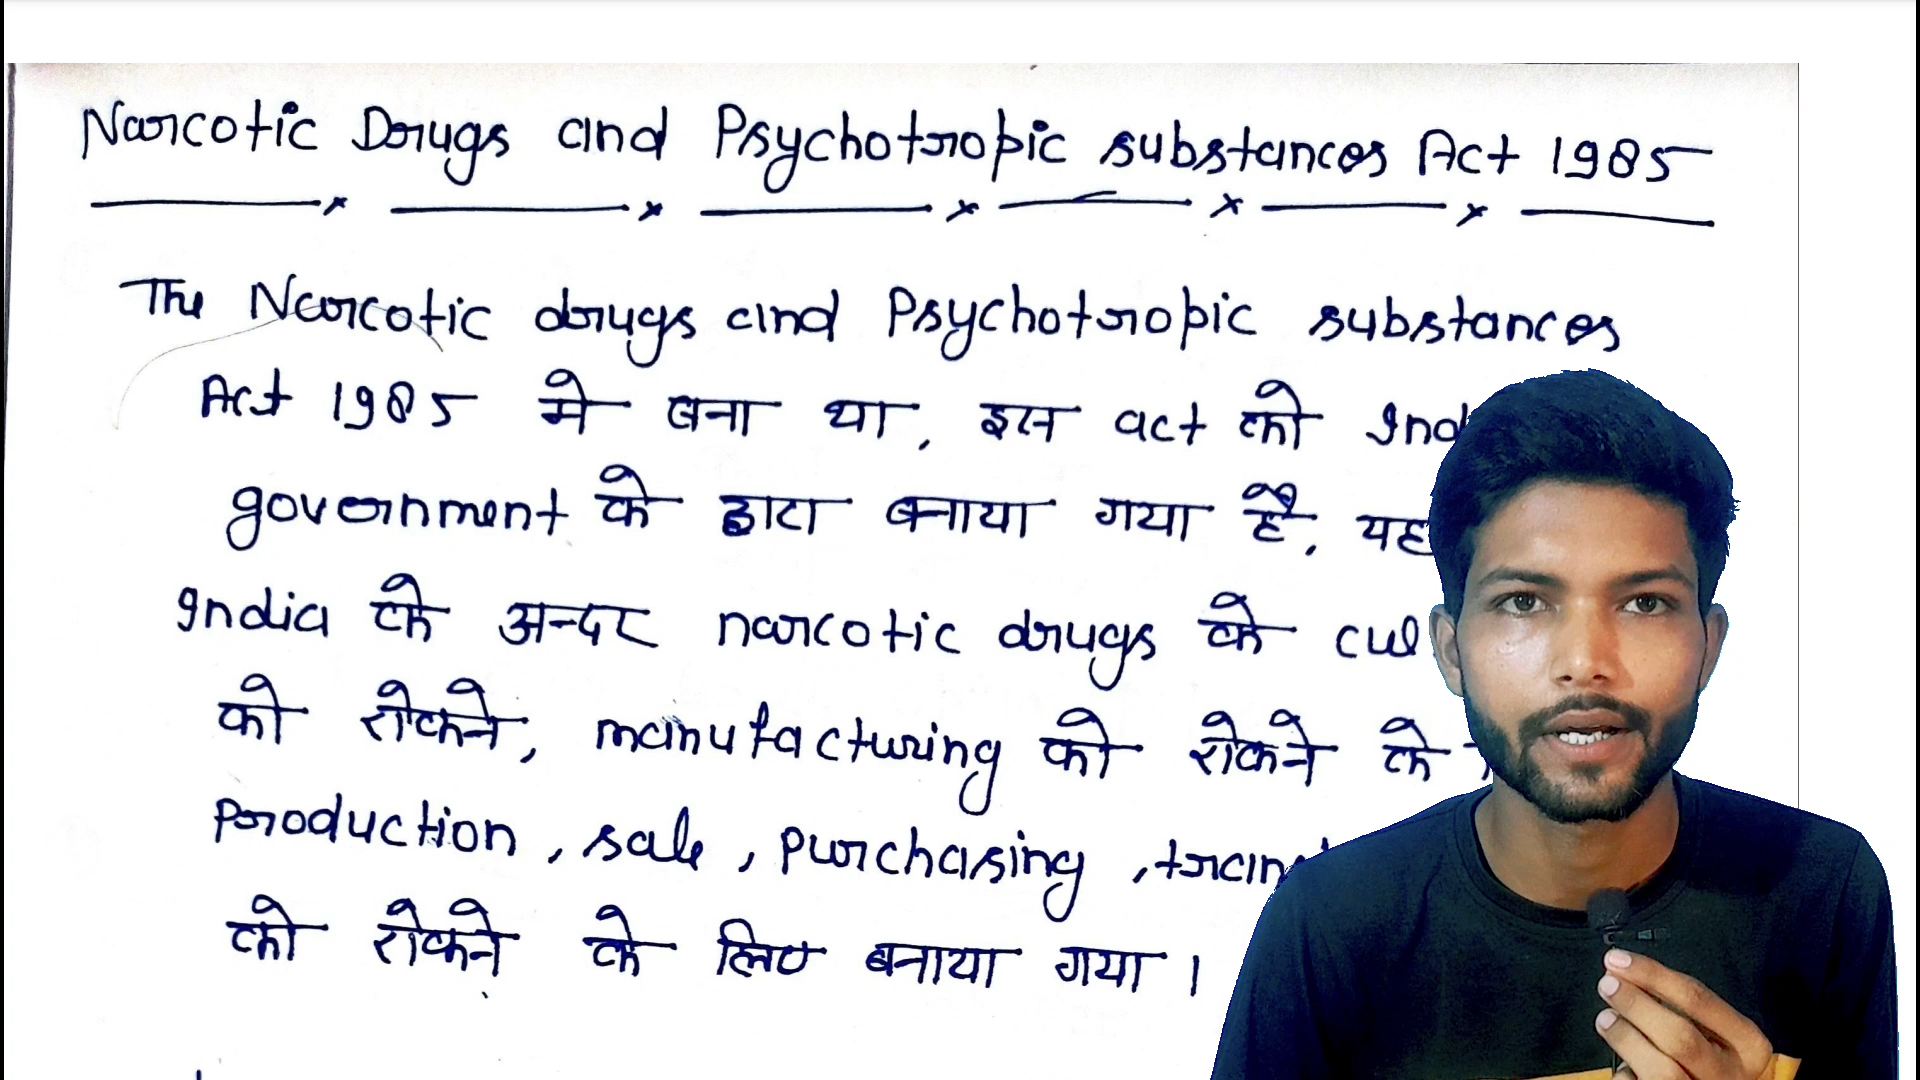 Narcotic Drugs and Psychotropic substances Act 1985
The Narcotic drugs and Psychotropic substances
Act 1985 मे बना था, इस act को Ind
government के द्वारा बनाया गया है, यह
India के अन्दर narcotic drugs के cul
को रोकने, manufacturing को रोकने के
Production, sale, purchasing, tran
को रोकने के लिए बनाया गया।